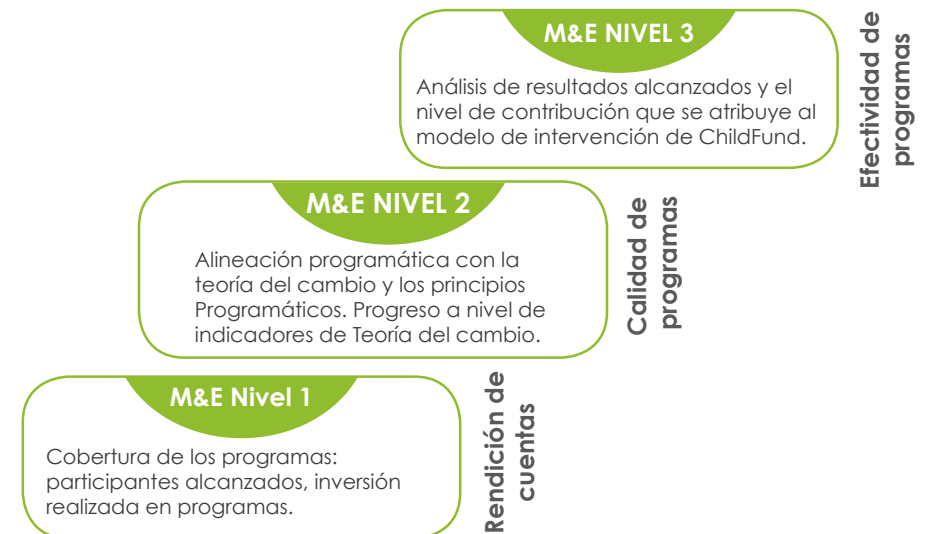 M&E NIVEL 3
Análisis de resultados alcanzados y el
nivel de contribución que se atribuye al
modelo de intervención de ChildFund.
Efectividad de
programas
M&E NIVEL 2
Alineación programática con la
teoría del cambio y los principios
Programáticos. Progreso a nivel de
indicadores de Teoría del cambio.
Calidad de
programas
M&E Nivel 1
Cobertura de los programas:
participantes alcanzados, inversión
realizada en programas.
Rendición de
cuentas